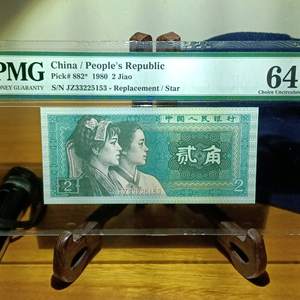 PMG
MONEY GUARANTY
China / People's Republic
Pick# 882* 1980 2 Jiao
S/N JZ33225153 - Replacement / Star
64
Choice Uncirculated
中国人民银行
贰角
2
2